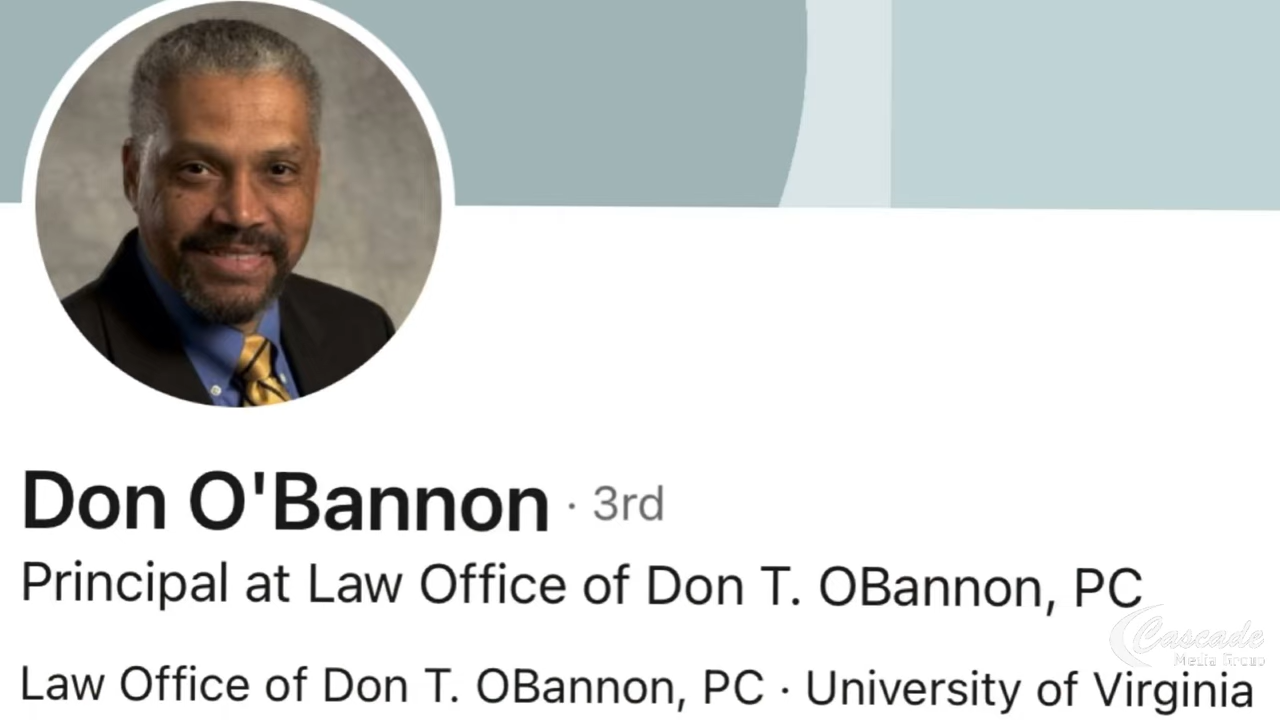 Don O'Bannon · 3rd
Principal at Law Office of Don T. OBannon, PC
Cascade
Media Group
Law Office of Don T. OBannon, PC · University of Virginia